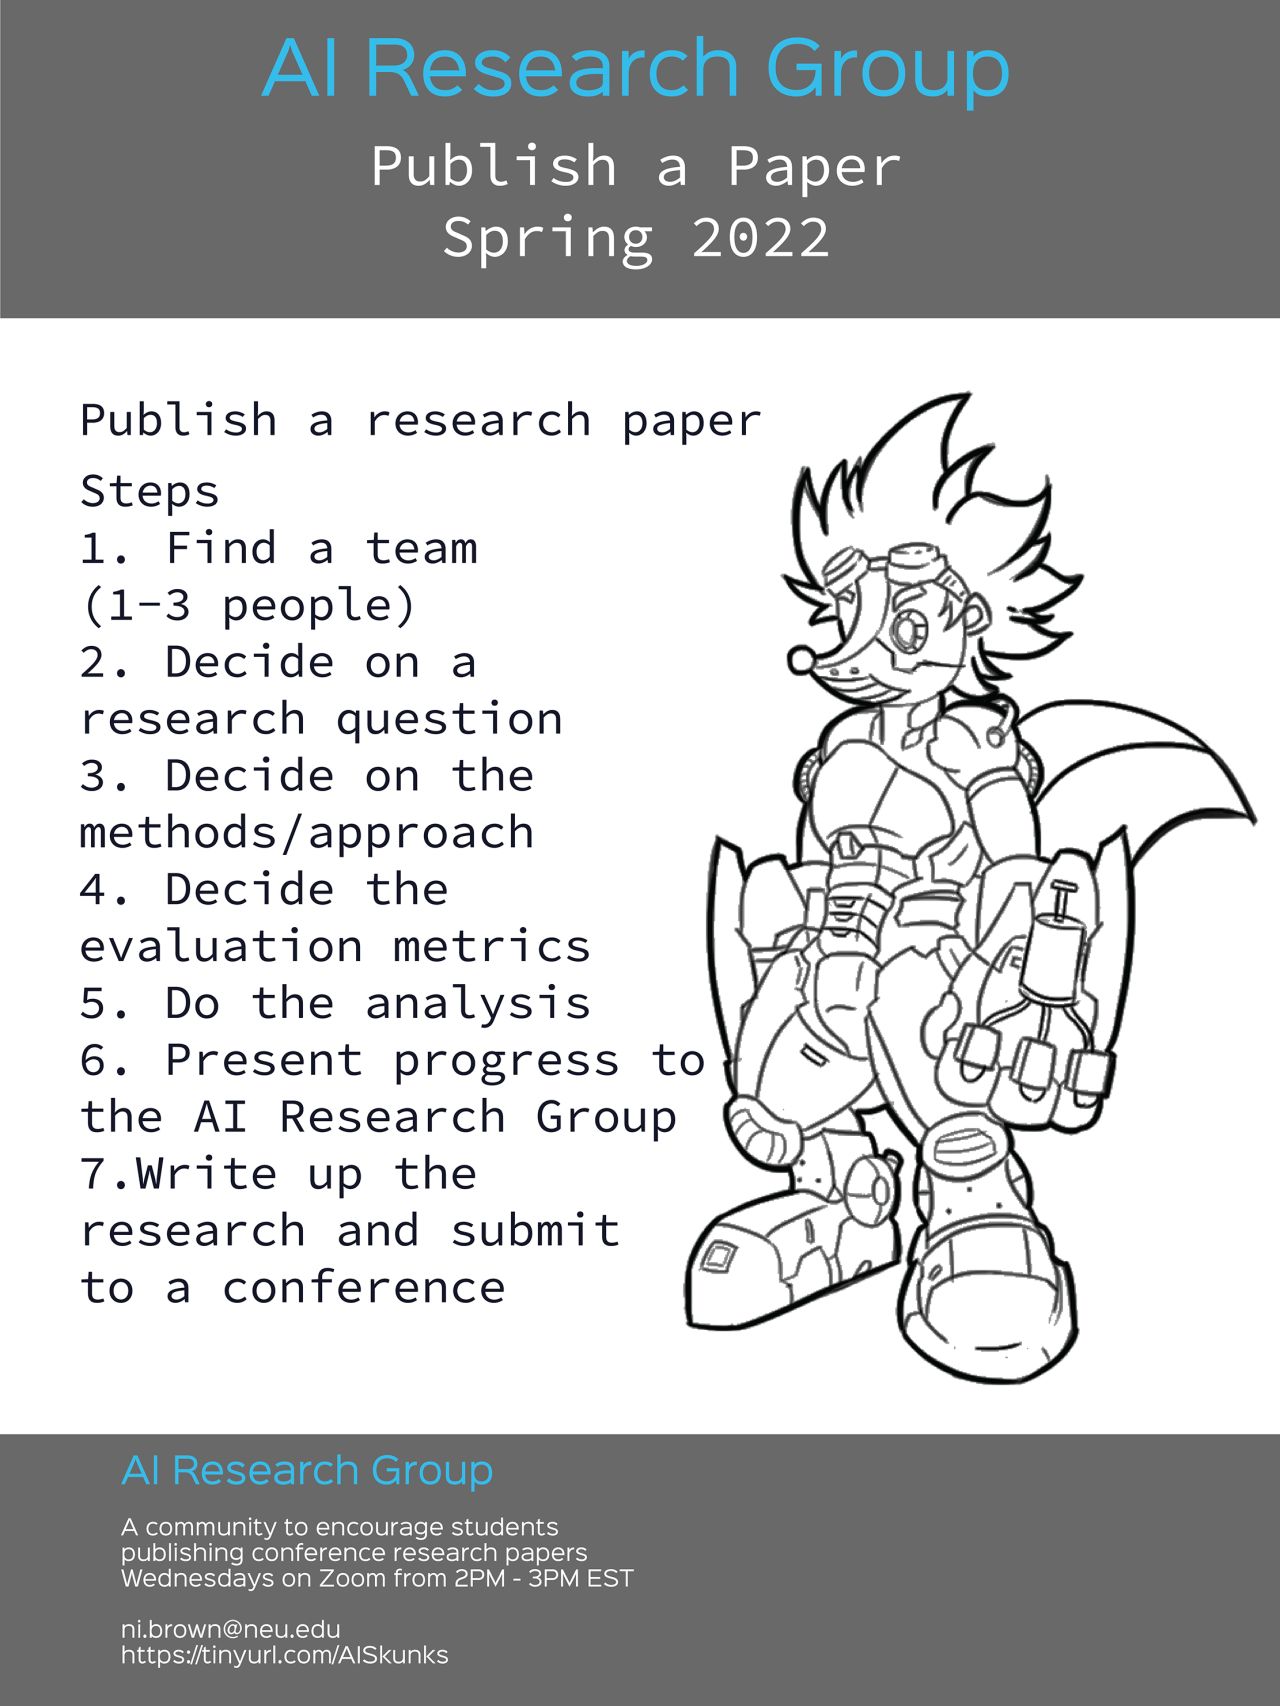 AI Research Group
Publish a Paper
Spring 2022
Publish a research paper
Steps
1. Find a team
(1-3 people)
2. Decide on a
research question
3. Decide on the
methods/approach
4. Decide the
evaluation metrics
5. Do the analysis
6. Present progress to
the AI Research Group
7.Write up the
research and submit
to a conference
AI Research Group
A community to encourage students
publishing conference research papers
Wednesdays on Zoom from 2PM - 3PM EST
ni.brown@neu.edu
https://tinyurl.com/AISkunks